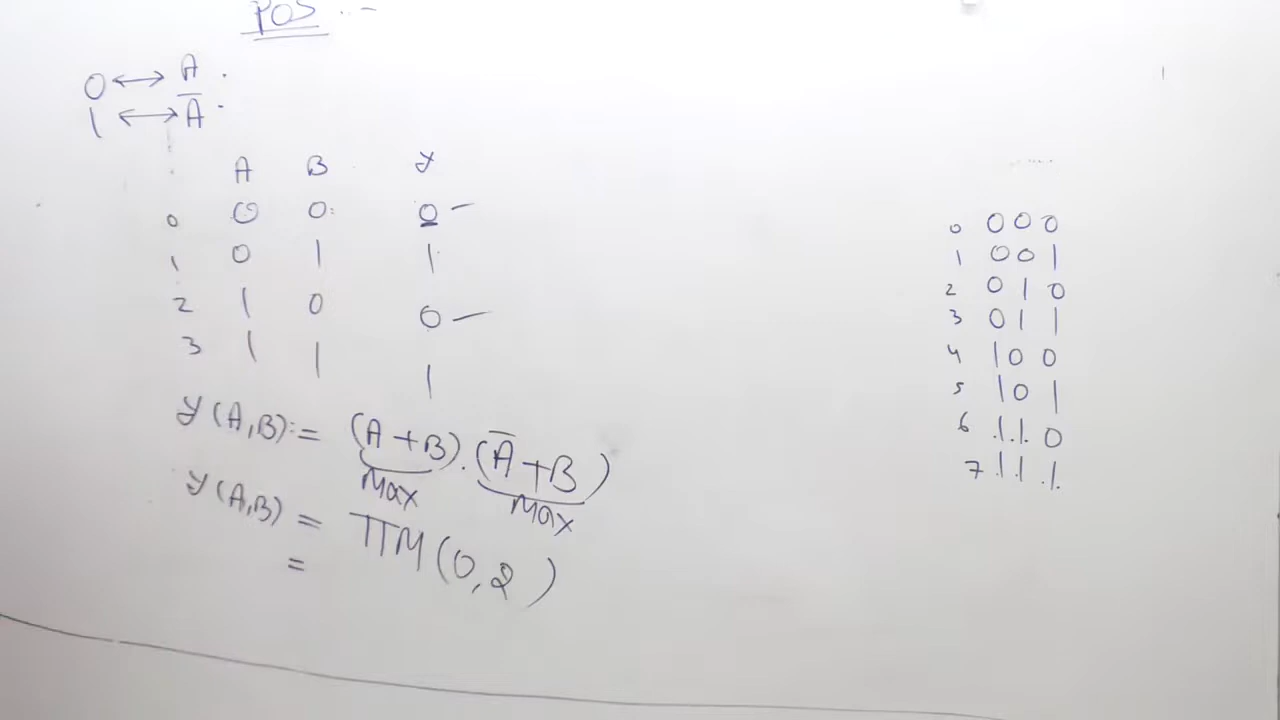 POS :-
0 ↔ A .
1 ↔ A̅ .
A B Y
0 0 0 0 –
1 0 1 1
2 1 0 0 –
3 1 1 1
Y(A,B) := (A+B).(A̅+B)
Max Max
Y(A,B) = ΠM(0,2)
=
0 0 0 0
1 0 0 1
2 0 1 0
3 0 1 1
4 1 0 0
5 1 0 1
6 1 1 0
7 1 1 1